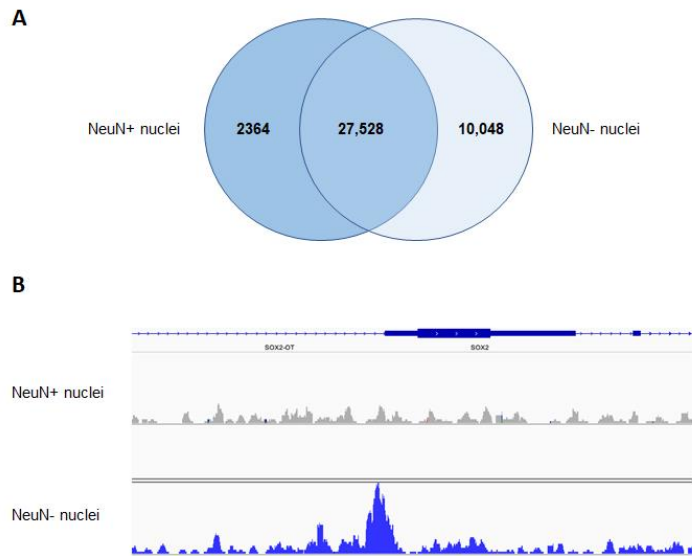 A
NeuN+ nuclei 2364 27,528 10,048 NeuN- nuclei
B
SOX2-OT SOX2
NeuN+ nuclei
NeuN- nuclei